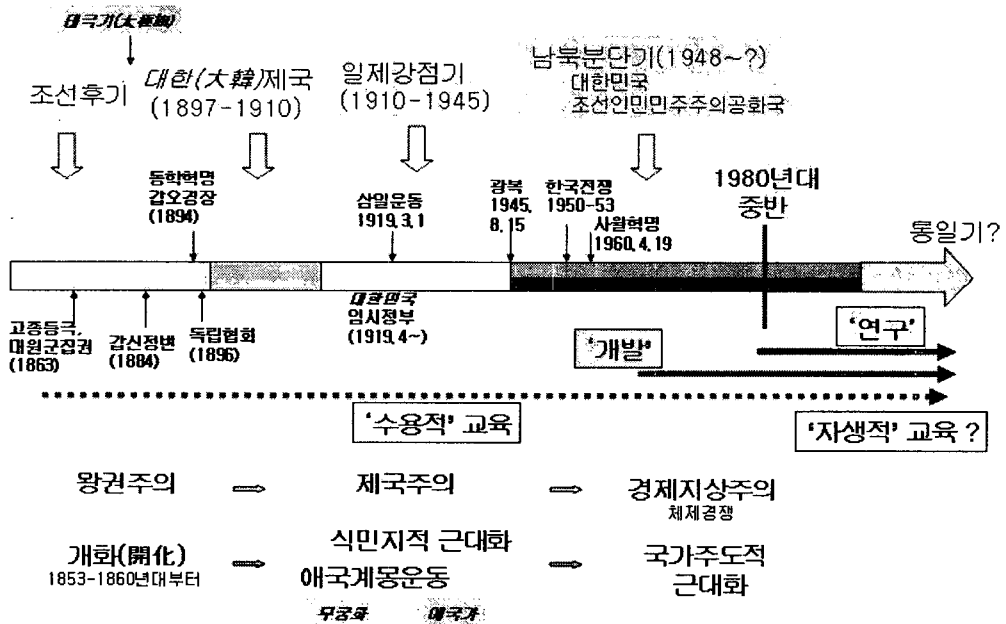 태극기(太極旗)
조선후기
대한(大韓)제국
(1897-1910)
일제강점기
(1910-1945)
남북분단기(1948~?)
대한민국
조선인민민주주의공화국
동학혁명
갑오경장
(1894)
삼일운동
1919.3.1
광복
1945.
8.15
한국전쟁
1950-53
사월혁명
1960.4.19
1980년대
중반
통일기?
고종등극,
대원군집권
(1863)
갑신정변
(1884)
독립협회
(1896)
대한민국
임시정부
(1919.4~)
'개발'
'연구'
'수용적' 교육
'자생적' 교육 ?
왕권주의
제국주의
경제지상주의
체제경쟁
개화(開化)
1853-1860년대부터
식민지적 근대화
애국계몽운동
국가주도적
근대화
무궁화
애국가